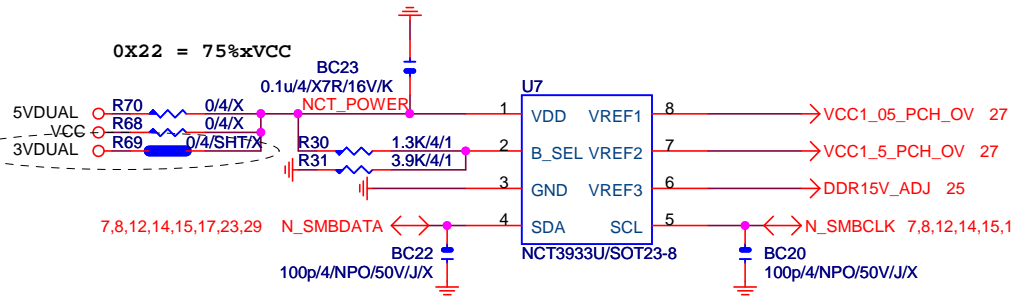 0X22 = 75%xVCC
BC23
0.1u/4/X7R/16V/K
U7
5VDUAL R70 0/4/X NCT_POWER 1 VDD VREF1 8 VCC1_05_PCH_OV 27
VCC R68 0/4/X
3VDUAL R69 0/4/SHT/X R30 1.3K/4/1 2 B_SEL VREF2 7 VCC1_5_PCH_OV 27
R31 3.9K/4/1
3 GND VREF3 6 DDR15V_ADJ 25
7,8,12,14,15,17,23,29 N_SMBDATA 4 SDA SCL 5 N_SMBCLK 7,8,12,14,15,1
BC22 NCT3933U/SOT23-8 BC20
100p/4/NPO/50V/J/X 100p/4/NPO/50V/J/X